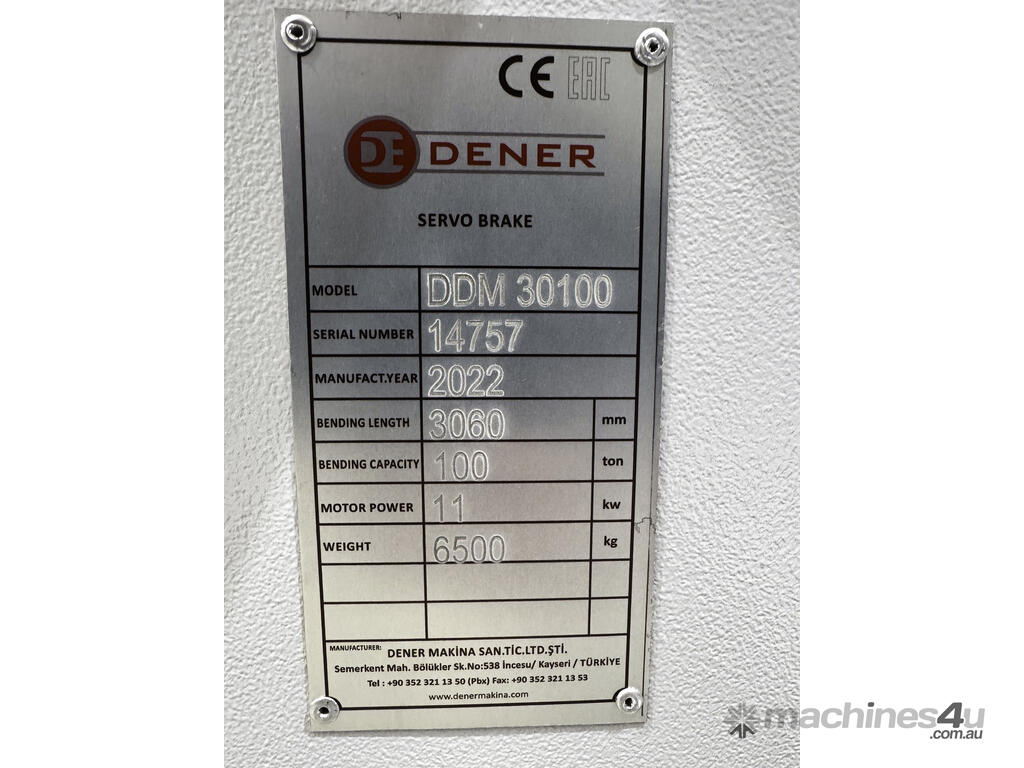 CE EAC
DE DENER
SERVO BRAKE
MODEL DDM 30100
SERIAL NUMBER 14757
MANUFACT.YEAR 2022
BENDING LENGTH 3060 mm
BENDING CAPACITY 100 ton
MOTOR POWER 11 kw
WEIGHT 6500 kg
MANUFACTURER: DENER MAKINA SAN.TİC.LTD.ŞTİ.
Semerkent Mah. Bölükler Sk.No:538 İncesu/ Kayseri / TÜRKİYE
Tel : +90 352 321 13 50 (Pbx) Fax: +90 352 321 13 53
www.denermakina.com
machines4u
.com.au